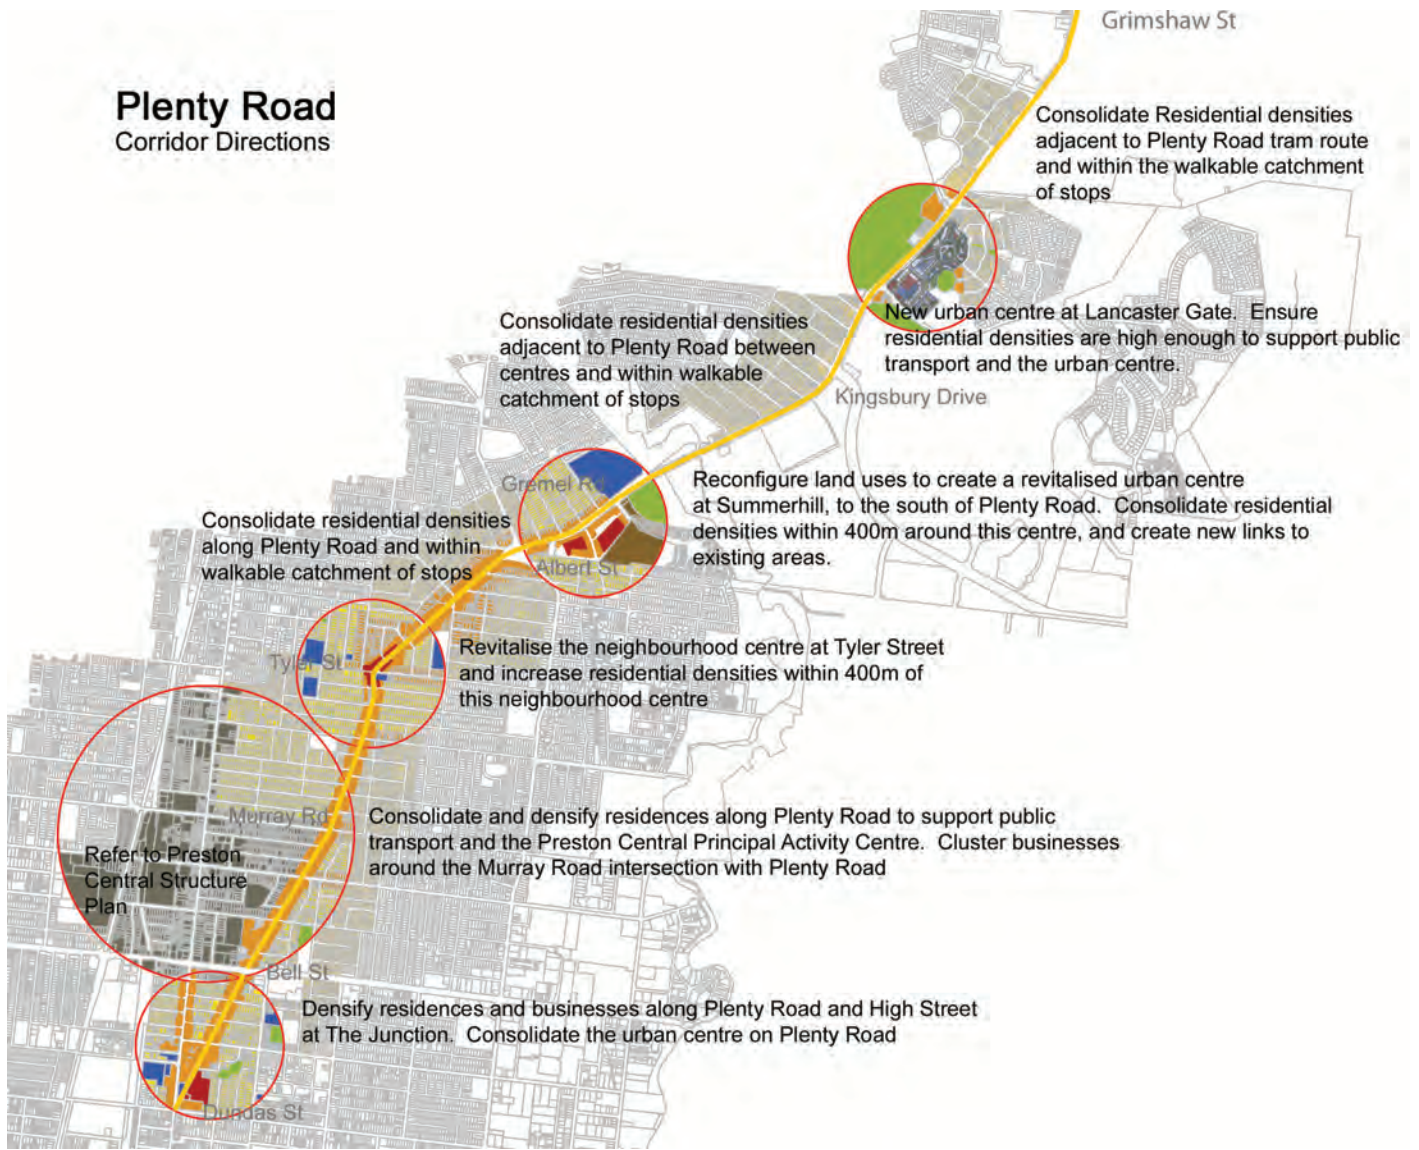 Grimshaw St
Plenty Road
Corridor Directions
Consolidate Residential densities
adjacent to Plenty Road tram route
and within the walkable catchment
of stops
New urban centre at Lancaster Gate.  Ensure
residential densities are high enough to support public
transport and the urban centre.
Consolidate residential densities
adjacent to Plenty Road between
centres and within walkable
catchment of stops
Kingsbury Drive
Gremel Rd
Reconfigure land uses to create a revitalised urban centre
at Summerhill, to the south of Plenty Road.  Consolidate residential
densities within 400m around this centre, and create new links to
existing areas.
Consolidate residential densities
along Plenty Road and within
walkable catchment of stops
Albert St
Tyler St
Revitalise the neighbourhood centre at Tyler Street
and increase residential densities within 400m of
this neighbourhood centre
Murray Rd
Consolidate and densify residences along Plenty Road to support public
transport and the Preston Central Principal Activity Centre.  Cluster businesses
around the Murray Road intersection with Plenty Road
Refer to Preston
Central Structure
Plan
Bell St
Densify residences and businesses along Plenty Road and High Street
at The Junction.  Consolidate the urban centre on Plenty Road
Dundas St